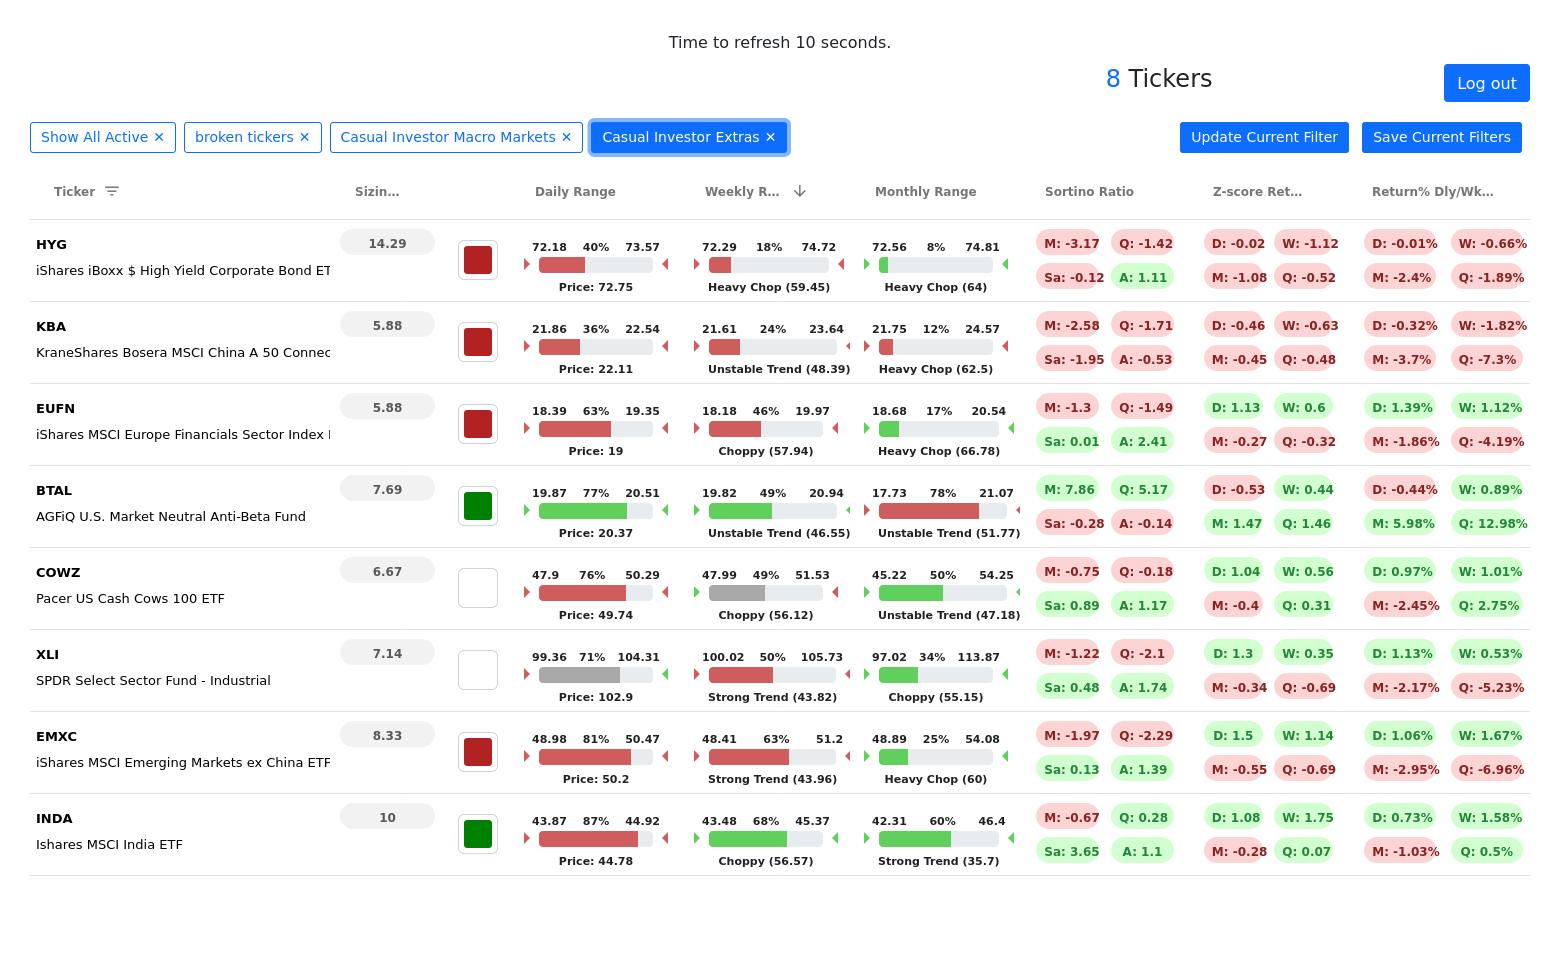 Time to refresh 10 seconds.
8 Tickers
Log out
Show All Active ✕ broken tickers ✕ Casual Investor Macro Markets ✕ Casual Investor Extras ✕ Update Current Filter Save Current Filters
Ticker Sizin... Daily Range Weekly R... Monthly Range Sortino Ratio Z-score Ret... Return% Dly/Wk...
HYG 14.29 72.18 40% 73.57 72.29 18% 74.72 72.56 8% 74.81 M: -3.17 Q: -1.42 D: -0.02 W: -1.12 D: -0.01% W: -0.66%
iShares iBoxx $ High Yield Corporate Bond ET Sa: -0.12 A: 1.11 M: -1.08 Q: -0.52 M: -2.4% Q: -1.89%
Price: 72.75 Heavy Chop (59.45) Heavy Chop (64)
KBA 5.88 21.86 36% 22.54 21.61 24% 23.64 21.75 12% 24.57 M: -2.58 Q: -1.71 D: -0.46 W: -0.63 D: -0.32% W: -1.82%
KraneShares Bosera MSCI China A 50 Connec Sa: -1.95 A: -0.53 M: -0.45 Q: -0.48 M: -3.7% Q: -7.3%
Price: 22.11 Unstable Trend (48.39) Heavy Chop (62.5)
EUFN 5.88 18.39 63% 19.35 18.18 46% 19.97 18.68 17% 20.54 M: -1.3 Q: -1.49 D: 1.13 W: 0.6 D: 1.39% W: 1.12%
iShares MSCI Europe Financials Sector Index Sa: 0.01 A: 2.41 M: -0.27 Q: -0.32 M: -1.86% Q: -4.19%
Price: 19 Choppy (57.94) Heavy Chop (66.78)
BTAL 7.69 19.87 77% 20.51 19.82 49% 20.94 17.73 78% 21.07 M: 7.86 Q: 5.17 D: -0.53 W: 0.44 D: -0.44% W: 0.89%
AGFiQ U.S. Market Neutral Anti-Beta Fund Sa: -0.28 A: -0.14 M: 1.47 Q: 1.46 M: 5.98% Q: 12.98%
Price: 20.37 Unstable Trend (46.55) Unstable Trend (51.77)
COWZ 6.67 47.9 76% 50.29 47.99 49% 51.53 45.22 50% 54.25 M: -0.75 Q: -0.18 D: 1.04 W: 0.56 D: 0.97% W: 1.01%
Pacer US Cash Cows 100 ETF Sa: 0.89 A: 1.17 M: -0.4 Q: 0.31 M: -2.45% Q: 2.75%
Price: 49.74 Choppy (56.12) Unstable Trend (47.18)
XLI 7.14 99.36 71% 104.31 100.02 50% 105.73 97.02 34% 113.87 M: -1.22 Q: -2.1 D: 1.3 W: 0.35 D: 1.13% W: 0.53%
SPDR Select Sector Fund - Industrial Sa: 0.48 A: 1.74 M: -0.34 Q: -0.69 M: -2.17% Q: -5.23%
Price: 102.9 Strong Trend (43.82) Choppy (55.15)
EMXC 8.33 48.98 81% 50.47 48.41 63% 51.2 48.89 25% 54.08 M: -1.97 Q: -2.29 D: 1.5 W: 1.14 D: 1.06% W: 1.67%
iShares MSCI Emerging Markets ex China ETF Sa: 0.13 A: 1.39 M: -0.55 Q: -0.69 M: -2.95% Q: -6.96%
Price: 50.2 Strong Trend (43.96) Heavy Chop (60)
INDA 10 43.87 87% 44.92 43.48 68% 45.37 42.31 60% 46.4 M: -0.67 Q: 0.28 D: 1.08 W: 1.75 D: 0.73% W: 1.58%
Ishares MSCI India ETF Sa: 3.65 A: 1.1 M: -0.28 Q: 0.07 M: -1.03% Q: 0.5%
Price: 44.78 Choppy (56.57) Strong Trend (35.7)